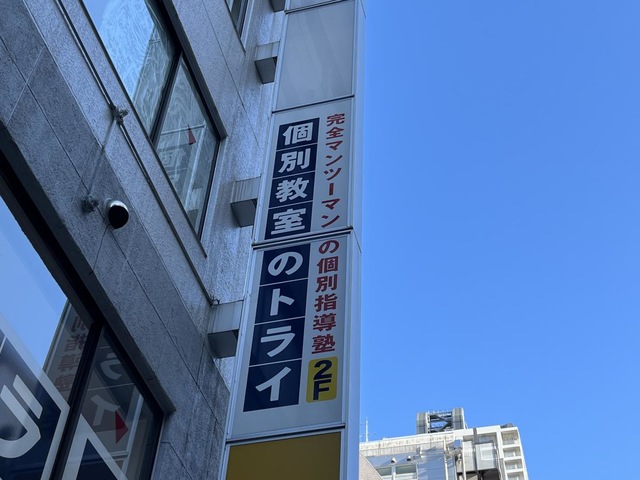 完全マンツーマンの個別指導塾
個別教室のトライ
2F